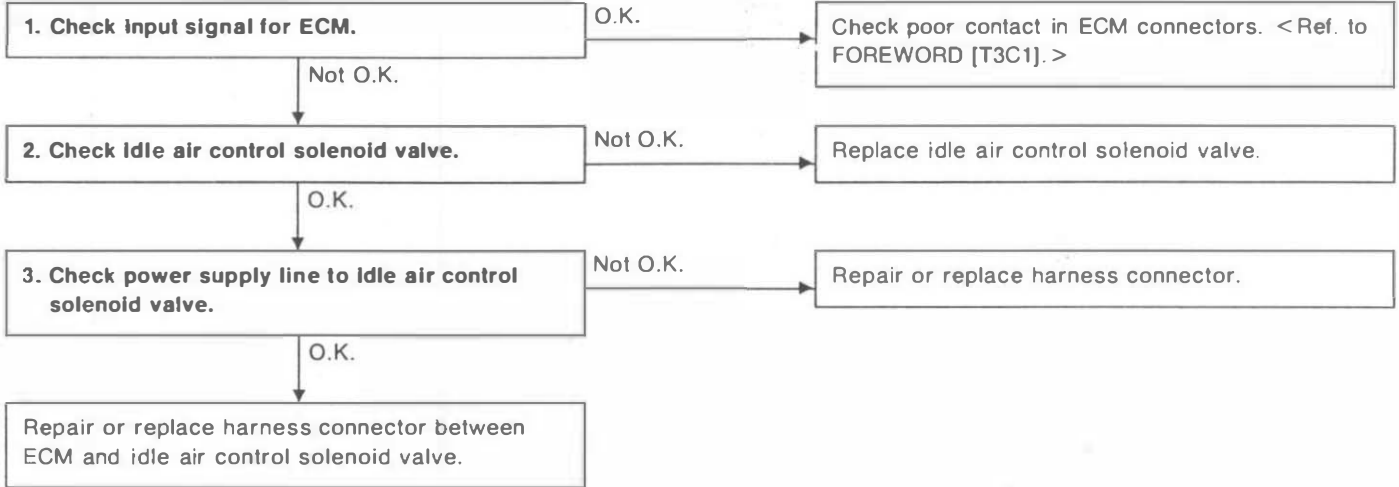 1. Check input signal for ECM.
O.K.
Check poor contact in ECM connectors. <Ref. to
FOREWORD [T3C1].>
Not O.K.
2. Check idle air control solenoid valve.
Not O.K.
Replace idle air control solenoid valve.
O.K.
3. Check power supply line to idle air control
solenoid valve.
Not O.K.
Repair or replace harness connector.
O.K.
Repair or replace harness connector between
ECM and idle air control solenoid valve.